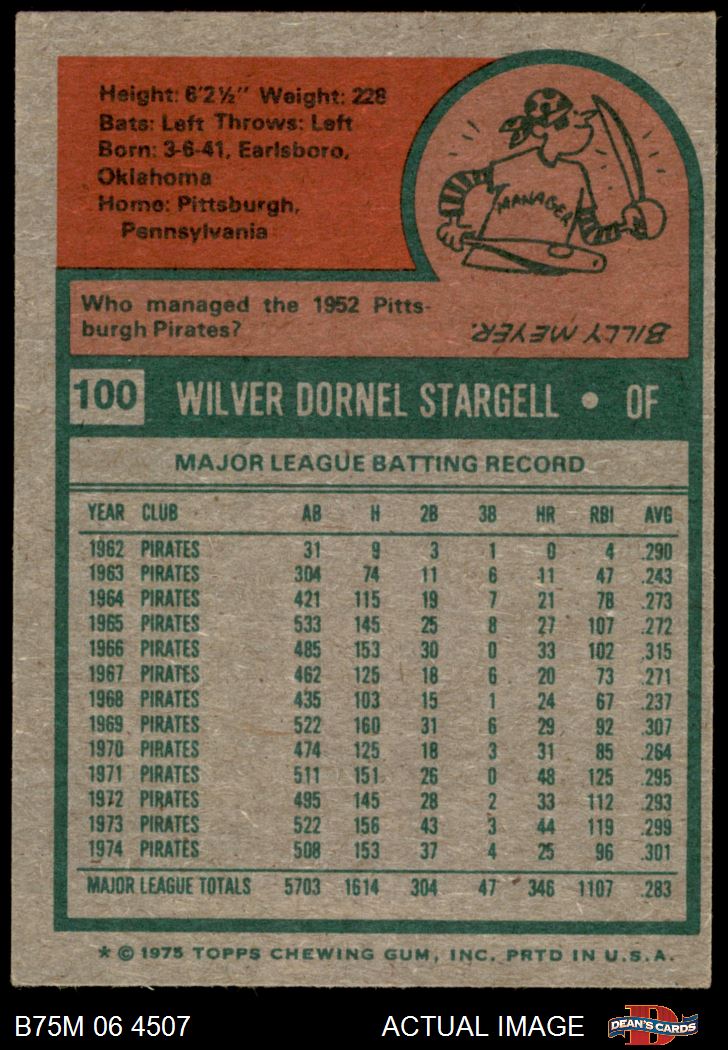 Height: 6'2½" Weight: 228
Bats: Left Throws: Left
Born: 3-6-41, Earlsboro,
Oklahoma
Home: Pittsburgh,
Pennsylvania
MANAGER
Who managed the 1952 Pitts-
burgh Pirates?
BILLY MEYER.
100 WILVER DORNEL STARGELL • OF
MAJOR LEAGUE BATTING RECORD
YEAR CLUB AB H 2B 3B HR RBI AVG
1962 PIRATES 31 9 3 1 0 4 .290
1963 PIRATES 304 74 11 6 11 47 .243
1964 PIRATES 421 115 19 7 21 78 .273
1965 PIRATES 533 145 25 8 27 107 .272
1966 PIRATES 485 153 30 0 33 102 .315
1967 PIRATES 462 125 18 6 20 73 .271
1968 PIRATES 435 103 15 1 24 67 .237
1969 PIRATES 522 160 31 6 29 92 .307
1970 PIRATES 474 125 18 3 31 85 .264
1971 PIRATES 511 151 26 0 48 125 .295
1972 PIRATES 495 145 28 2 33 112 .293
1973 PIRATES 522 156 43 3 44 119 .299
1974 PIRATES 508 153 37 4 25 96 .301
MAJOR LEAGUE TOTALS 5703 1614 304 47 346 1107 .283
* © 1975 TOPPS CHEWING GUM, INC. PRTD IN U.S.A.
B75M 06 4507 ACTUAL IMAGE D DEAN'S CARDS